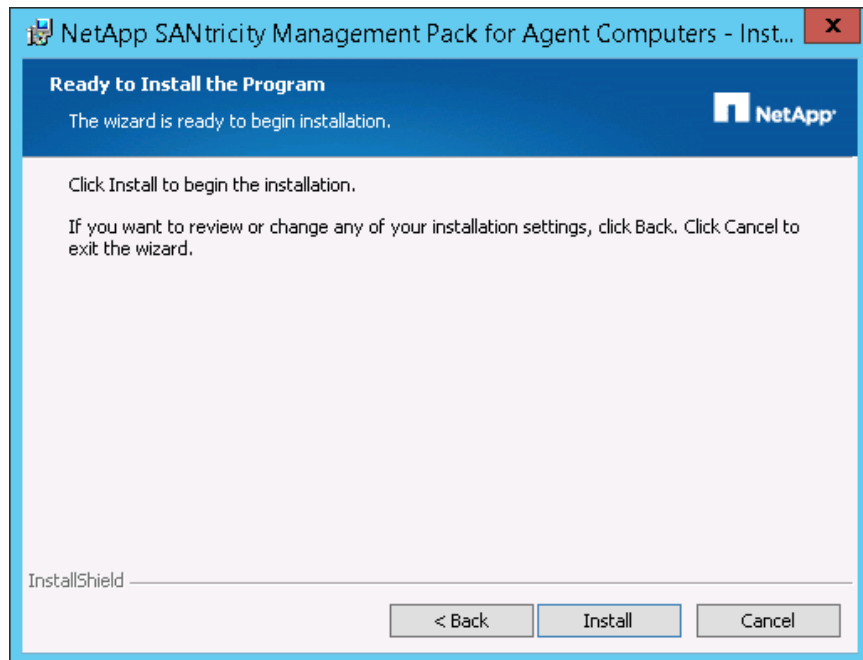 NetApp SANtricity Management Pack for Agent Computers - Inst...
x
Ready to Install the Program
The wizard is ready to begin installation.
NetApp
Click Install to begin the installation.
If you want to review or change any of your installation settings, click Back. Click Cancel to
exit the wizard.
InstallShield
< Back
Install
Cancel